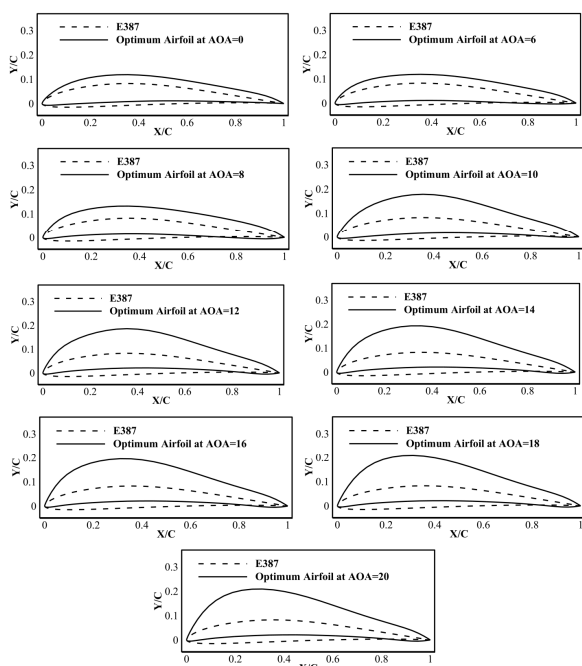 E387
Optimum Airfoil at AOA=0
Y/C
0.3
0.2
0.1
0
0 0.2 0.4 0.6 0.8 1
X/C
E387
Optimum Airfoil at AOA=6
Y/C
0.3
0.2
0.1
0
0 0.2 0.4 0.6 0.8 1
X/C
E387
Optimum Airfoil at AOA=8
Y/C
0.3
0.2
0.1
0
0 0.2 0.4 0.6 0.8 1
X/C
E387
Optimum Airfoil at AOA=10
Y/C
0.3
0.2
0.1
0
0 0.2 0.4 0.6 0.8 1
X/C
E387
Optimum Airfoil at AOA=12
Y/C
0.3
0.2
0.1
0
0 0.2 0.4 0.6 0.8 1
X/C
E387
Optimum Airfoil at AOA=14
Y/C
0.3
0.2
0.1
0
0 0.2 0.4 0.6 0.8 1
X/C
E387
Optimum Airfoil at AOA=16
Y/C
0.3
0.2
0.1
0
0 0.2 0.4 0.6 0.8 1
X/C
E387
Optimum Airfoil at AOA=18
Y/C
0.3
0.2
0.1
0
0 0.2 0.4 0.6 0.8 1
X/C
E387
Optimum Airfoil at AOA=20
Y/C
0.3
0.2
0.1
0
0 0.2 0.4 0.6 0.8 1
X/C